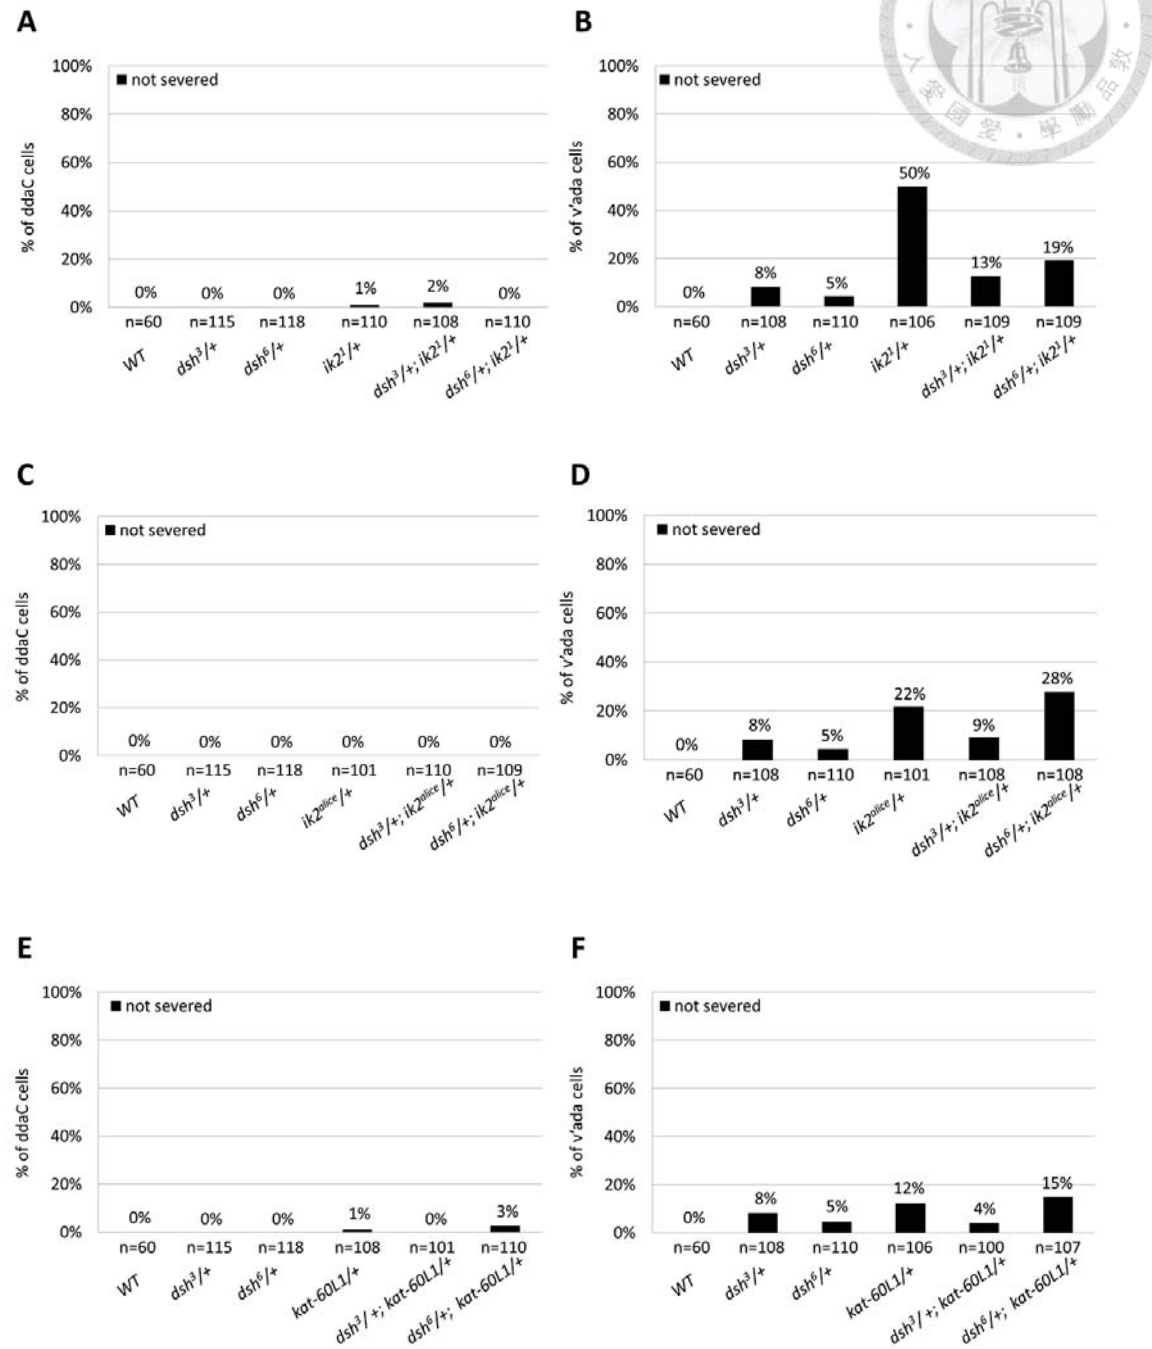 A
100%
80%
60%
40%
20%
0%
% of ddaC cells
not severed
0%
0%
0%
1%
2%
0%
n=60
n=115
n=118
n=110
n=108
n=110
WT
dsh³/+
dsh⁶/+
ik2¹/+
dsh³/+; ik2¹/+
dsh⁶/+; ik2¹/+
B
100%
80%
60%
40%
20%
0%
% of v'ada cells
not severed
0%
8%
5%
50%
13%
19%
n=60
n=108
n=110
n=106
n=109
n=109
WT
dsh³/+
dsh⁶/+
ik2¹/+
dsh³/+; ik2¹/+
dsh⁶/+; ik2¹/+
人愛國愛・學勵品敦
C
100%
80%
60%
40%
20%
0%
% of ddaC cells
not severed
0%
0%
0%
0%
0%
0%
n=60
n=115
n=118
n=101
n=110
n=109
WT
dsh³/+
dsh⁶/+
ik2ᵃˡⁱᶜᵉ/+
dsh³/+; ik2ᵃˡⁱᶜᵉ/+
dsh⁶/+; ik2ᵃˡⁱᶜᵉ/+
D
100%
80%
60%
40%
20%
0%
% of v'ada cells
not severed
0%
8%
5%
22%
9%
28%
n=60
n=108
n=110
n=101
n=108
n=108
WT
dsh³/+
dsh⁶/+
ik2ᵃˡⁱᶜᵉ/+
dsh³/+; ik2ᵃˡⁱᶜᵉ/+
dsh⁶/+; ik2ᵃˡⁱᶜᵉ/+
E
100%
80%
60%
40%
20%
0%
% of ddaC cells
not severed
0%
0%
0%
1%
0%
3%
n=60
n=115
n=118
n=108
n=101
n=110
WT
dsh³/+
dsh⁶/+
kat-60L1/+
dsh³/+; kat-60L1/+
dsh⁶/+; kat-60L1/+
F
100%
80%
60%
40%
20%
0%
% of v'ada cells
not severed
0%
8%
5%
12%
4%
15%
n=60
n=108
n=110
n=106
n=100
n=107
WT
dsh³/+
dsh⁶/+
kat-60L1/+
dsh³/+; kat-60L1/+
dsh⁶/+; kat-60L1/+